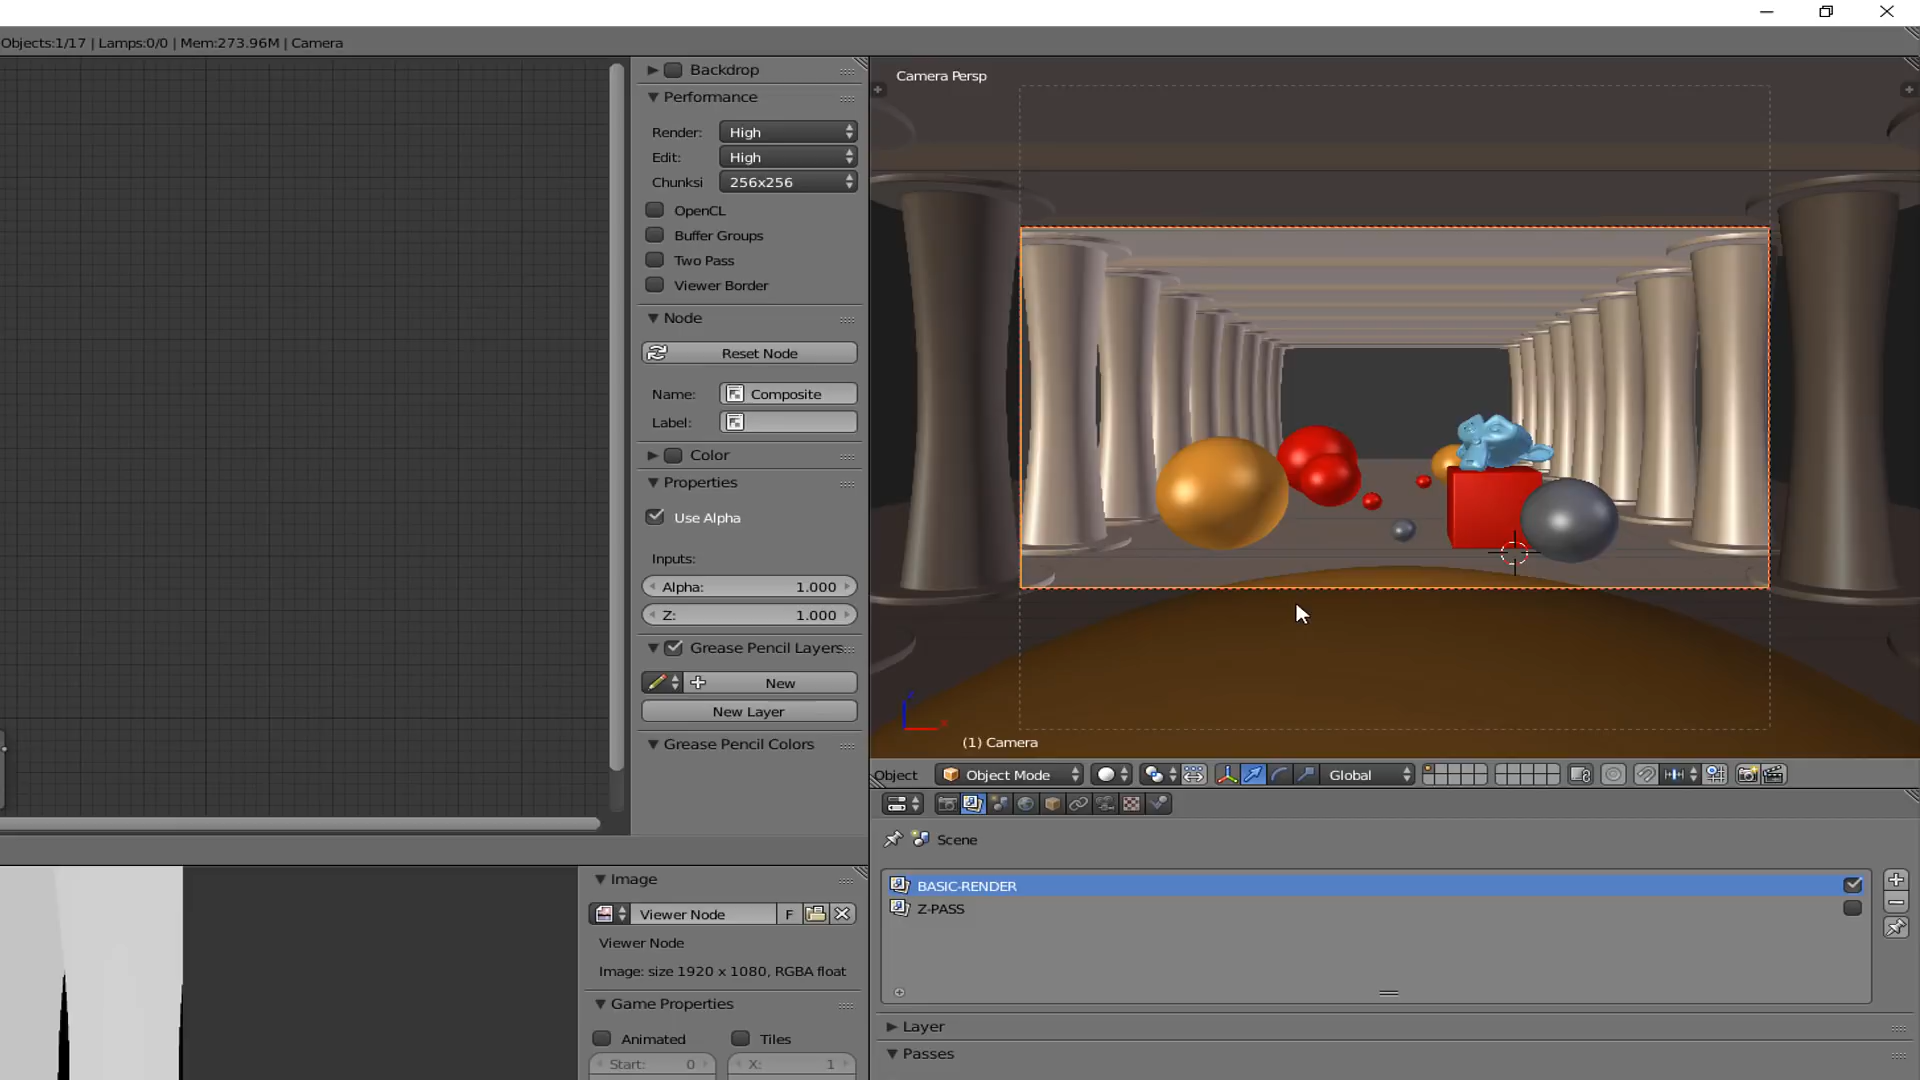 Objects:1/17 | Lamps:0/0 | Mem:273.96M | Camera
Backdrop
Performance
Render: High
Edit: High
Chunksi 256x256
OpenCL
Buffer Groups
Two Pass
Viewer Border
Node
Reset Node
Name: Composite
Label:
Color
Properties
Use Alpha
Inputs:
Alpha: 1.000
Z: 1.000
Grease Pencil Layers
New
New Layer
Grease Pencil Colors
Camera Persp
(1) Camera
Object Object Mode Global
Scene
BASIC-RENDER
Z-PASS
Layer
Passes
Image
Viewer Node F
Viewer Node
Image: size 1920 x 1080, RGBA float
Game Properties
Animated Tiles
Start: 0 X: 1